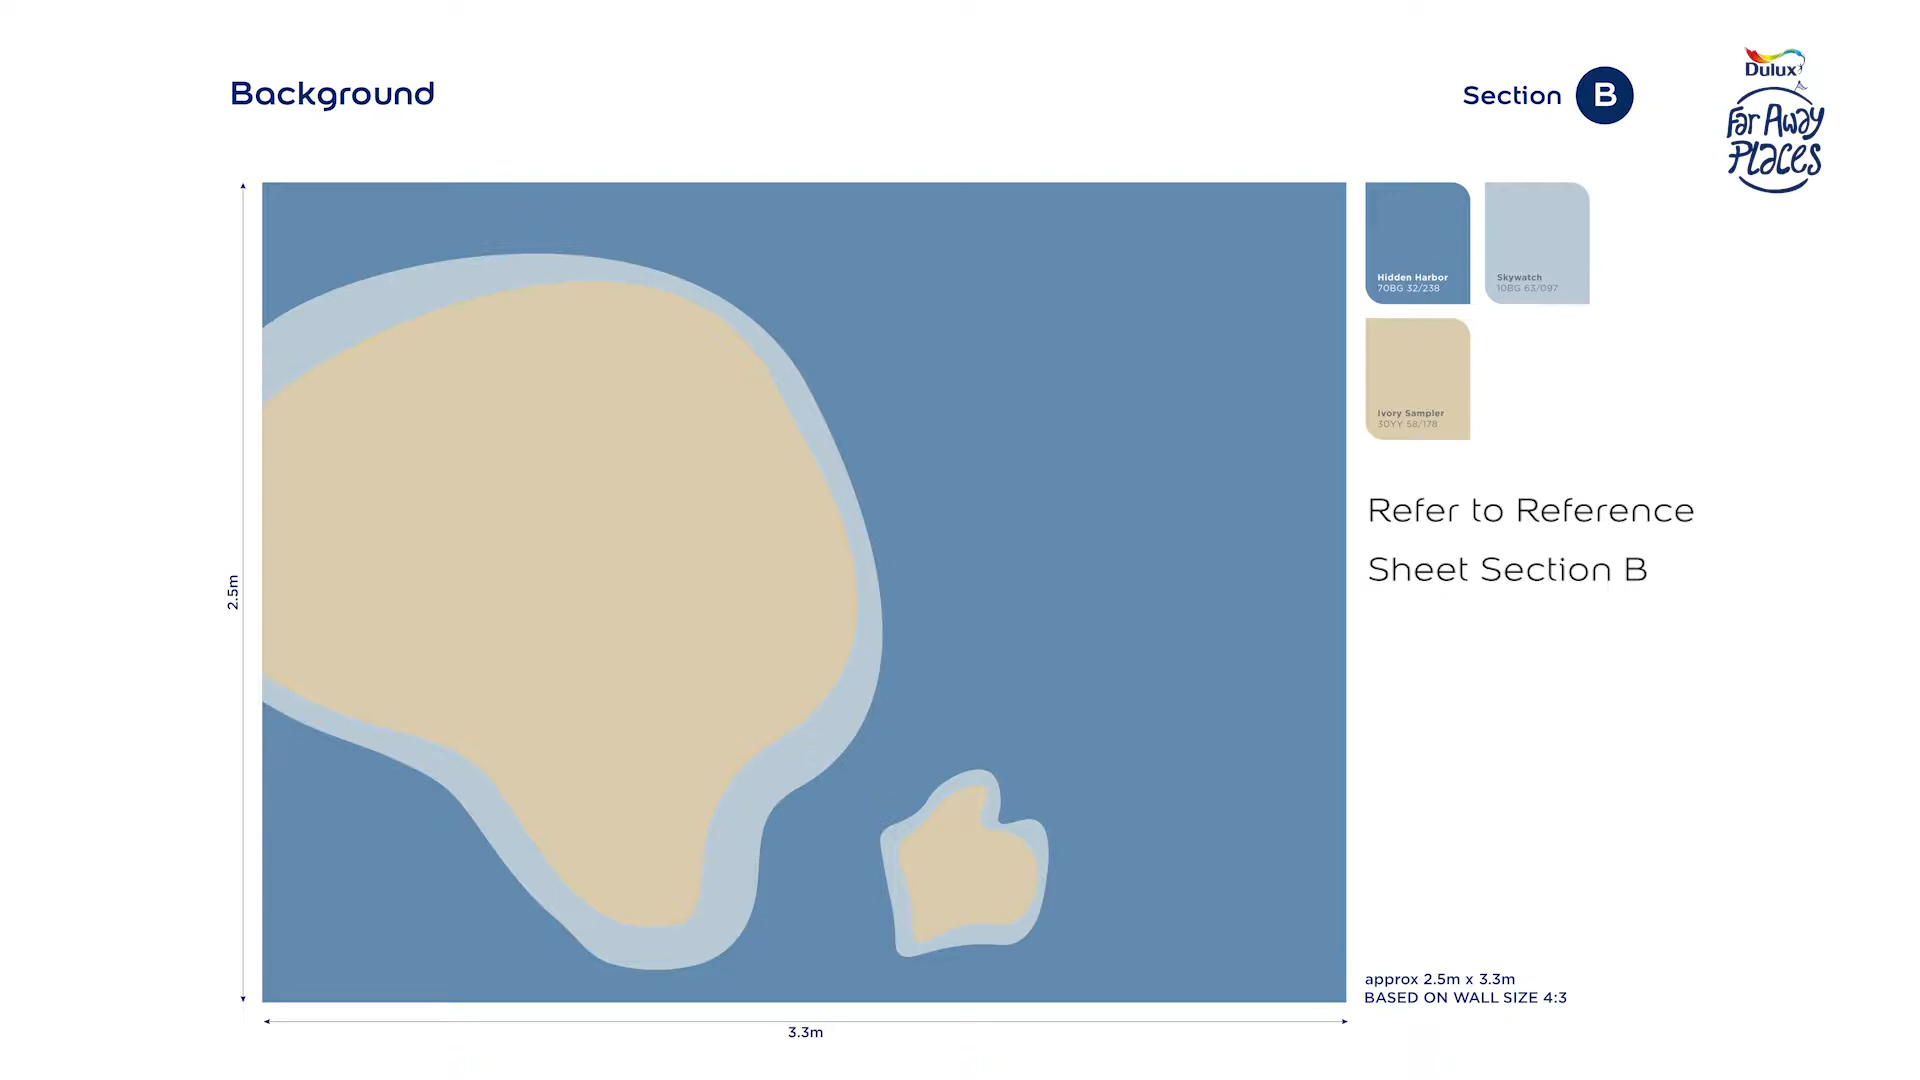 Background
Section B
Dulux
Far Away
Places
Hidden Harbor
70BG 32/238
Skywatch
10BG 63/097
Ivory Sampler
30YY 58/178
Refer to Reference
Sheet Section B
2.5m
approx 2.5m x 3.3m
BASED ON WALL SIZE 4:3
3.3m